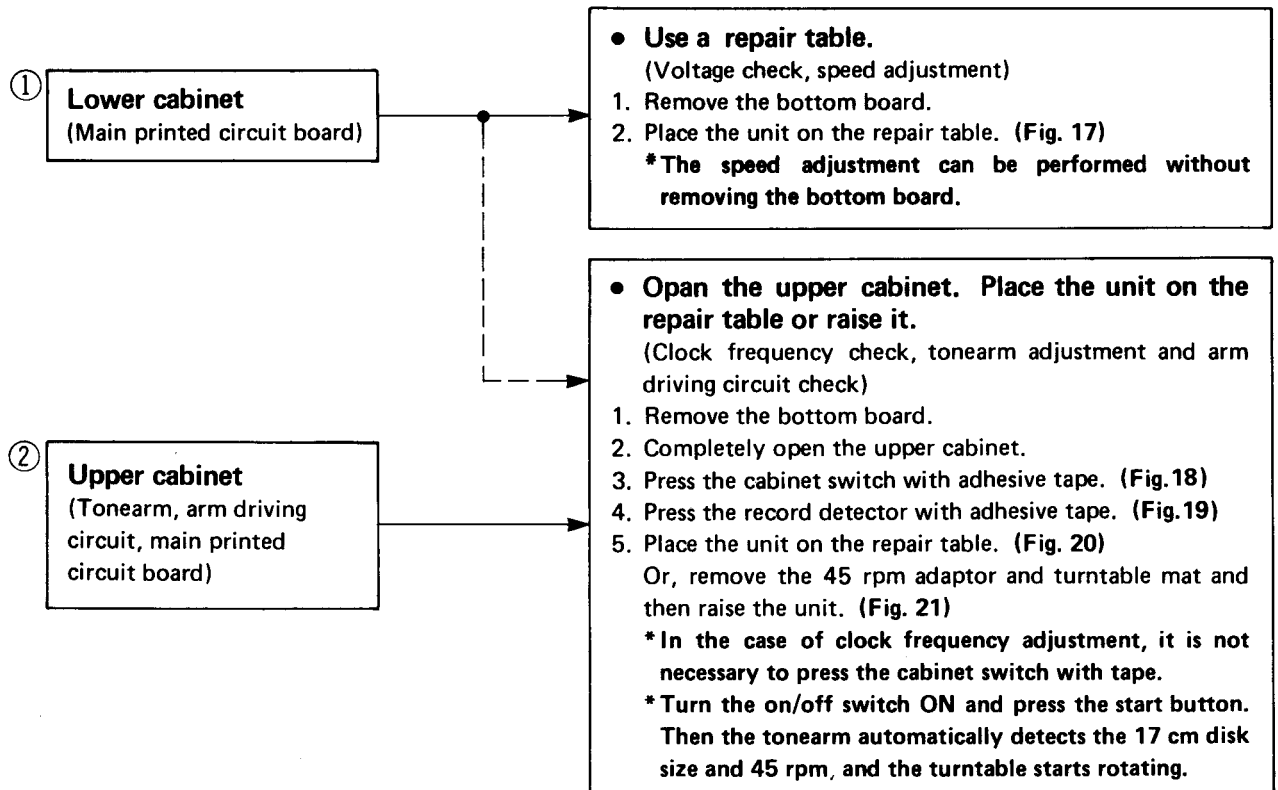 ①
Lower cabinet
(Main printed circuit board)
● Use a repair table.
(Voltage check, speed adjustment)
1. Remove the bottom board.
2. Place the unit on the repair table. (Fig. 17)
*The speed adjustment can be performed without
removing the bottom board.
②
Upper cabinet
(Tonearm, arm driving
circuit, main printed
circuit board)
● Opan the upper cabinet. Place the unit on the
repair table or raise it.
(Clock frequency check, tonearm adjustment and arm
driving circuit check)
1. Remove the bottom board.
2. Completely open the upper cabinet.
3. Press the cabinet switch with adhesive tape. (Fig.18)
4. Press the record detector with adhesive tape. (Fig.19)
5. Place the unit on the repair table. (Fig. 20)
Or, remove the 45 rpm adaptor and turntable mat and
then raise the unit. (Fig. 21)
*In the case of clock frequency adjustment, it is not
necessary to press the cabinet switch with tape.
*Turn the on/off switch ON and press the start button.
Then the tonearm automatically detects the 17 cm disk
size and 45 rpm, and the turntable starts rotating.